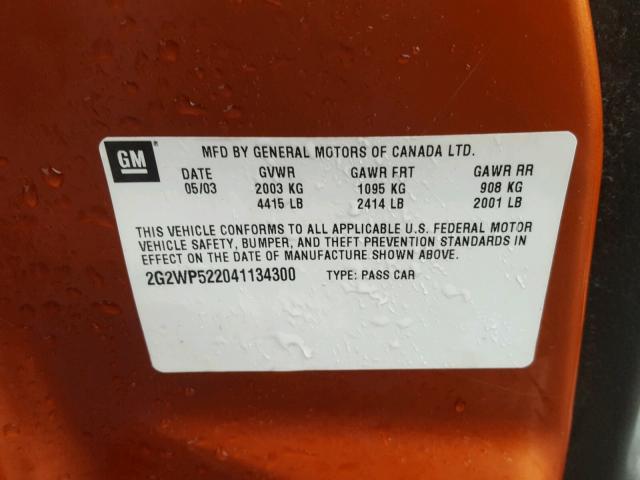 GM
MFD BY GENERAL MOTORS OF CANADA LTD.
DATE GVWR GAWR FRT GAWR RR
05/03 2003 KG 1095 KG 908 KG
4415 LB 2414 LB 2001 LB
THIS VEHICLE CONFORMS TO ALL APPLICABLE U.S. FEDERAL MOTOR
VEHICLE SAFETY, BUMPER, AND THEFT PREVENTION STANDARDS IN
EFFECT ON THE DATE OF MANUFACTURE SHOWN ABOVE.
2G2WP522041134300 TYPE: PASS CAR